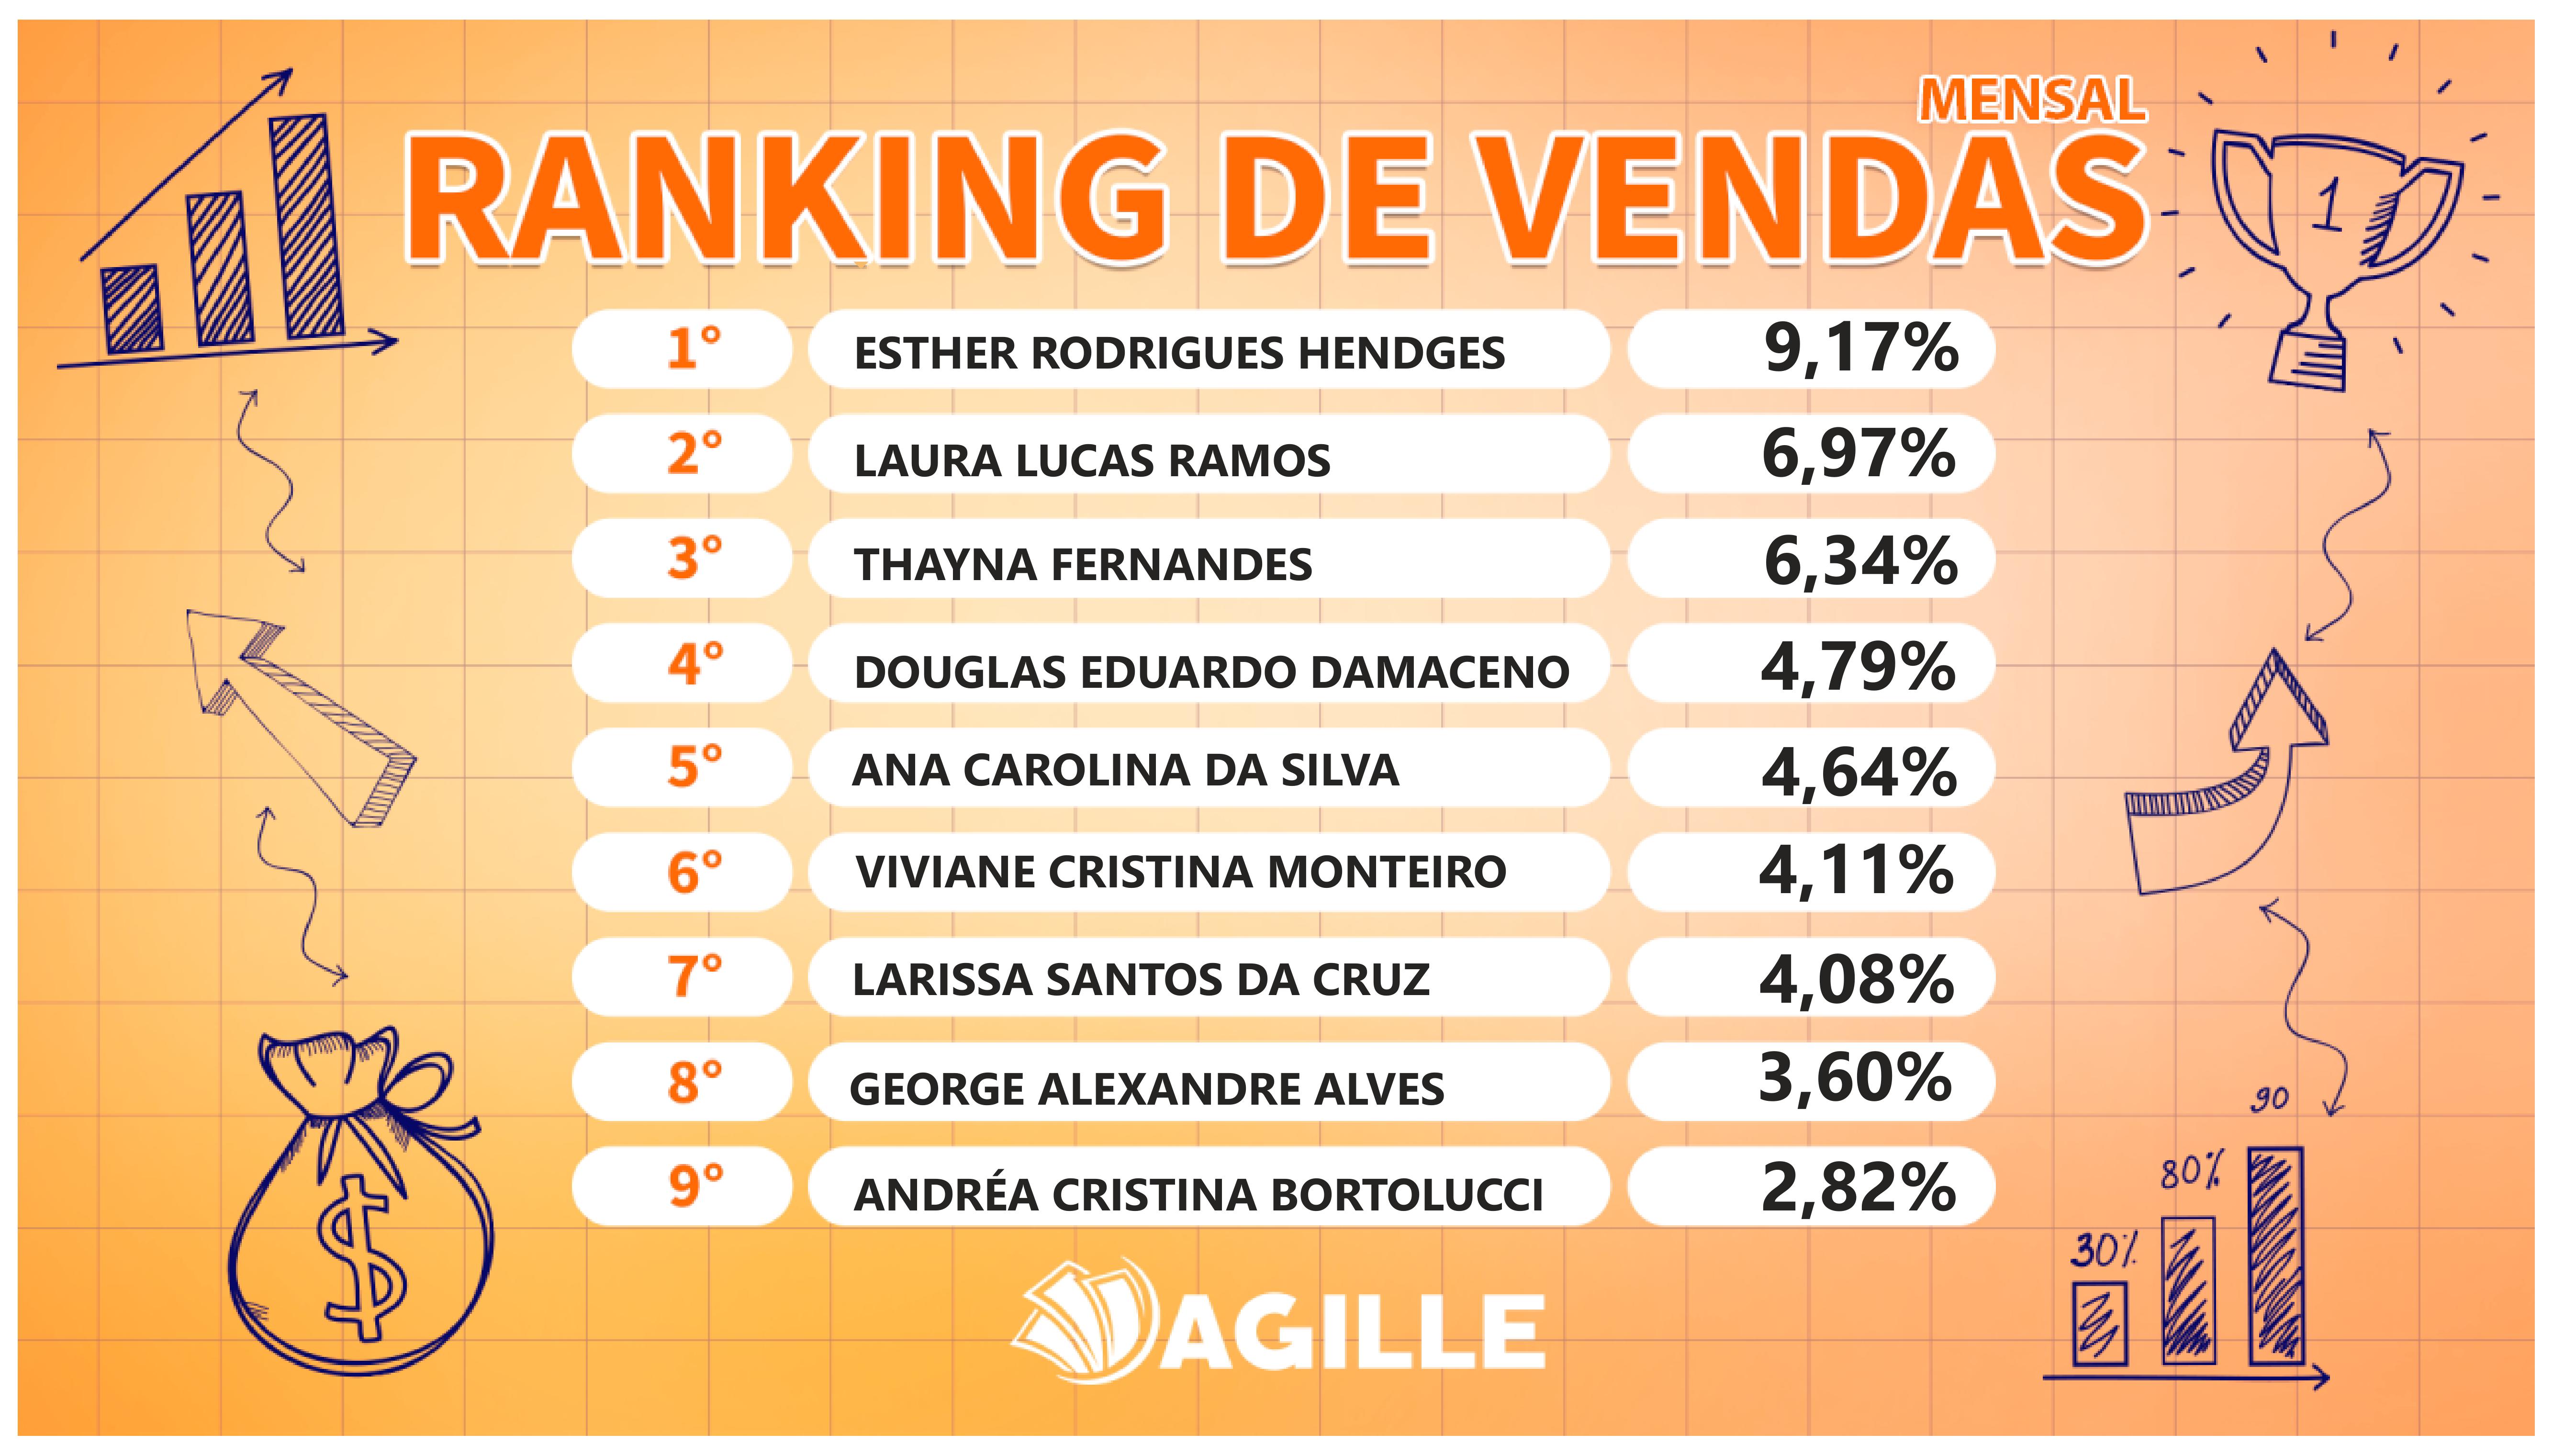 MENSAL
RANKING DE VENDAS
1
1° ESTHER RODRIGUES HENDGES 9,17%
2° LAURA LUCAS RAMOS 6,97%
3° THAYNA FERNANDES 6,34%
4° DOUGLAS EDUARDO DAMACENO 4,79%
5° ANA CAROLINA DA SILVA 4,64%
6° VIVIANE CRISTINA MONTEIRO 4,11%
7° LARISSA SANTOS DA CRUZ 4,08%
8° GEORGE ALEXANDRE ALVES 3,60%
9° ANDRÉA CRISTINA BORTOLUCCI 2,82%
$
90
80%
30%
AGILLE